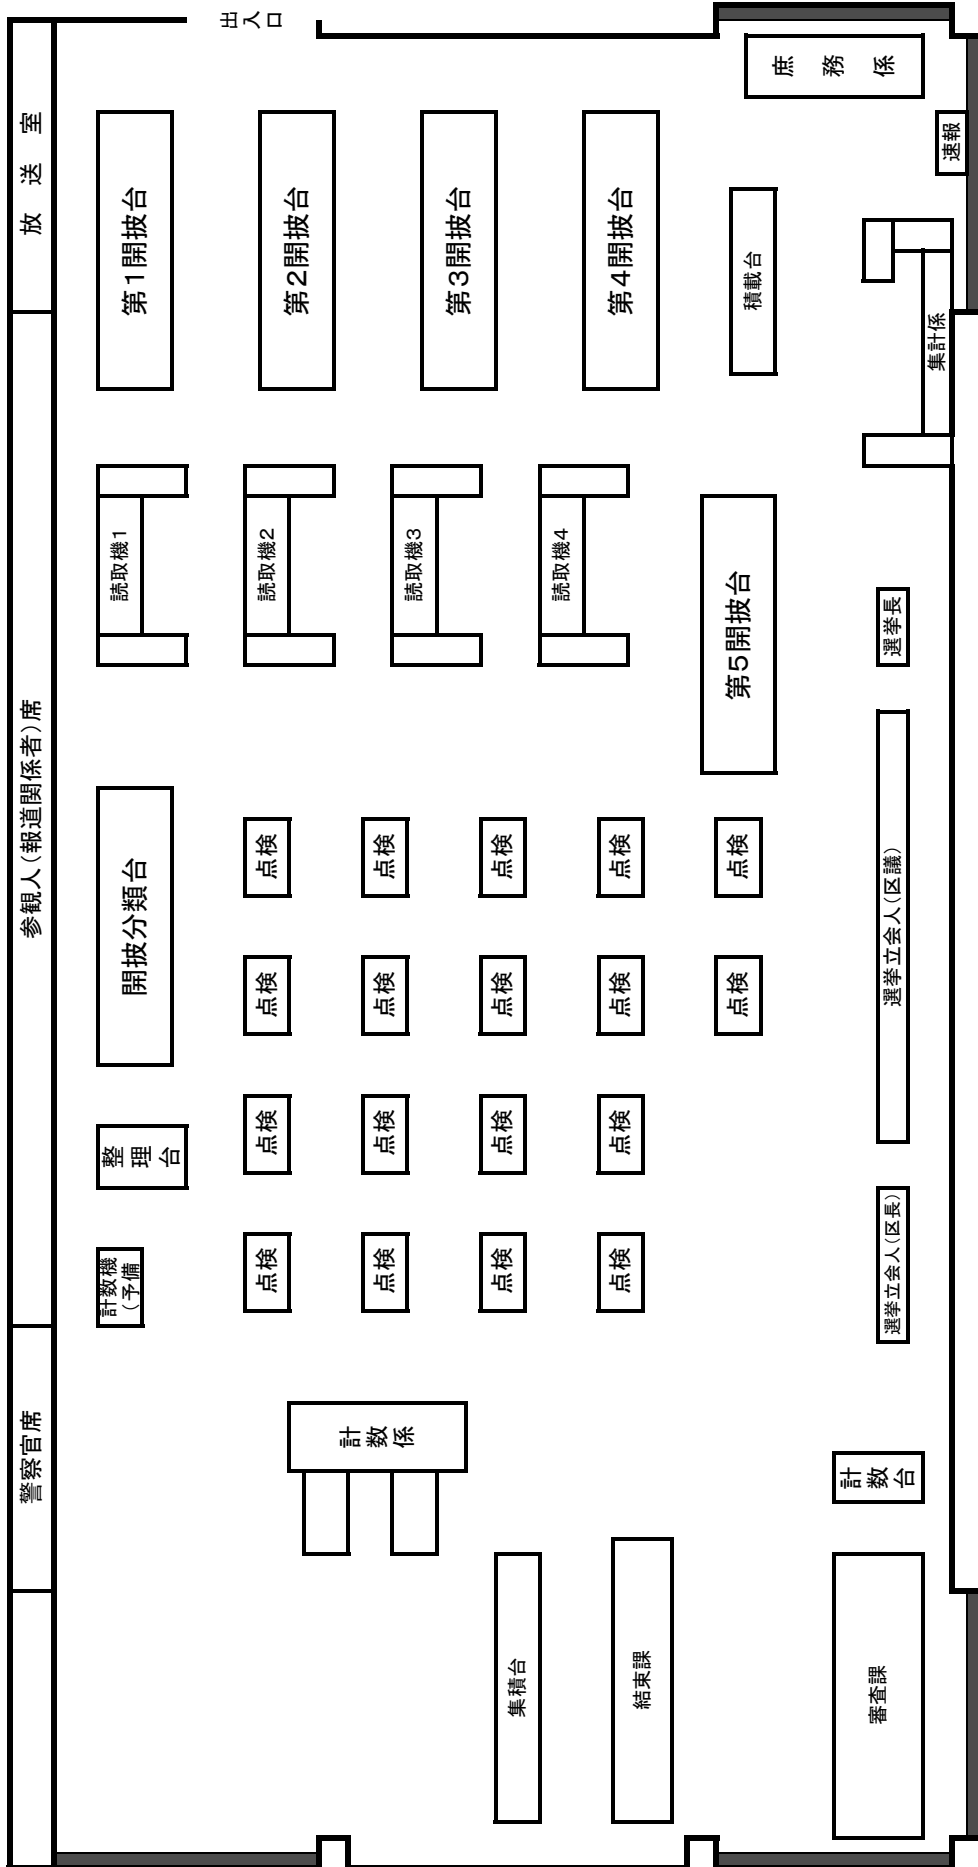 出入口
庶務係
速報
放送室
第1開披台
第2開披台
第3開披台
第4開披台
積載台
集計係
読取機1
読取機2
読取機3
読取機4
第5開披台
選挙長
参観人(報道関係者)席
開披分類台
点検
点検
点検
点検
点検
選挙立会人(区議)
点検
点検
点検
点検
点検
整理台
点検
点検
点検
点検
計数機
(予備
点検
点検
点検
点検
選挙立会人(区長)
警察官席
計数係
計数台
集積台
結束課
審査課